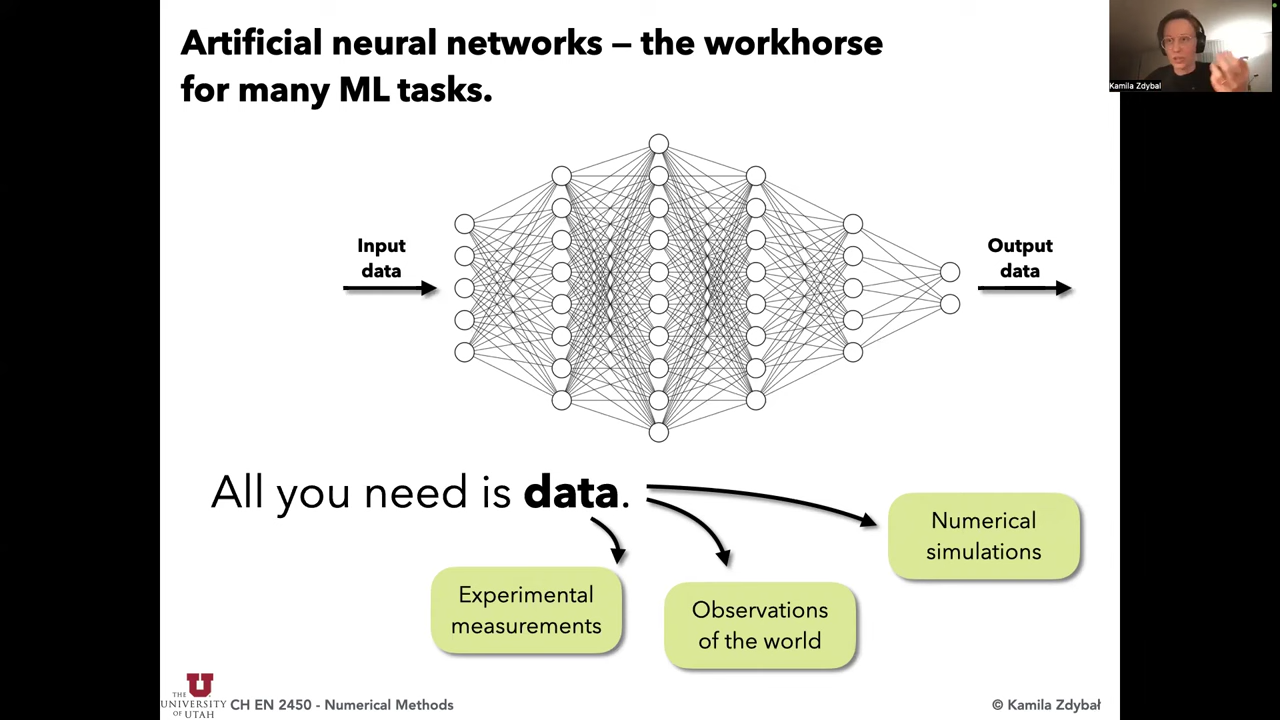 Artificial neural networks – the workhorse
for many ML tasks.
Kamila Zdybal
Input
data
Output
data
All you need is data.
Numerical
simulations
Experimental
measurements
Observations
of the world
THE
UNIVERSITY
OF UTAH
U
CH EN 2450 - Numerical Methods
© Kamila Zdybał